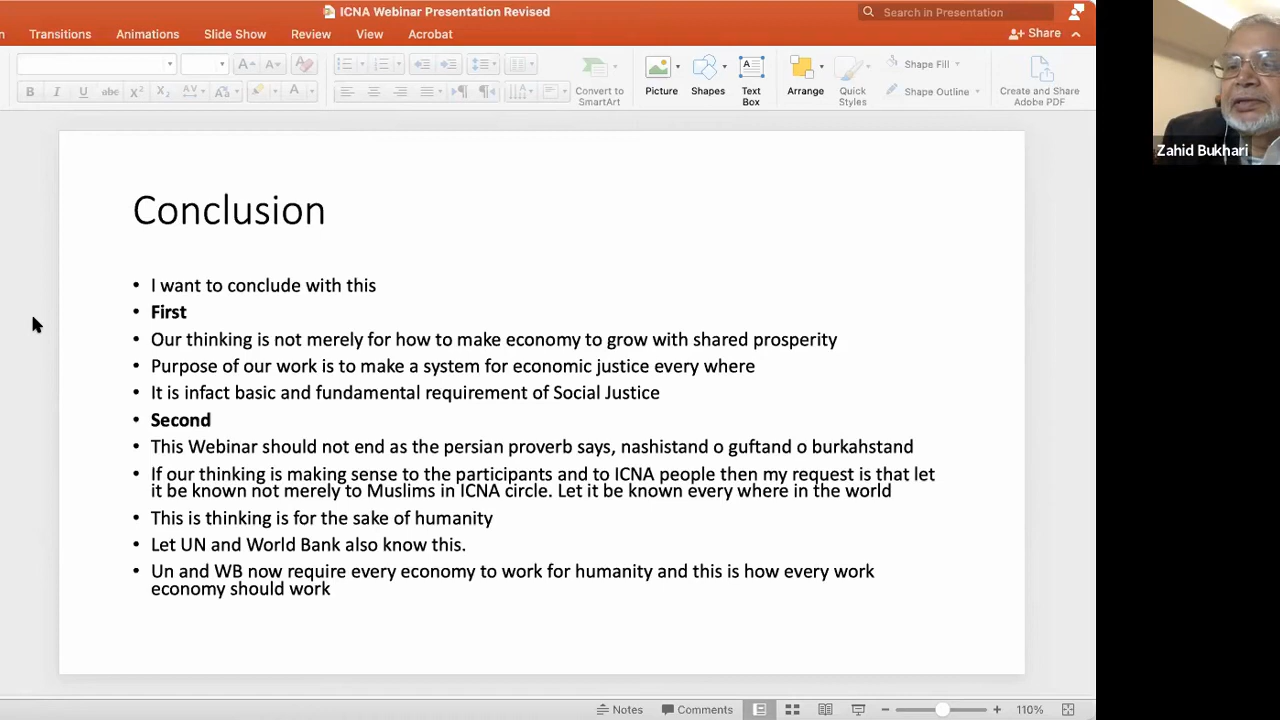 ICNA Webinar Presentation Revised
Search in Presentation
Transitions Animations Slide Show Review View Acrobat
Share
Convert to SmartArt
Picture
Shapes
Text Box
Arrange
Quick Styles
Shape Fill
Shape Outline
Create and Share Adobe PDF
Zahid Bukhari
Conclusion
• I want to conclude with this
• First
• Our thinking is not merely for how to make economy to grow with shared prosperity
• Purpose of our work is to make a system for economic justice every where
• It is infact basic and fundamental requirement of Social Justice
• Second
• This Webinar should not end as the persian proverb says, nashistand o guftand o burkahstand
• If our thinking is making sense to the participants and to ICNA people then my request is that let
it be known not merely to Muslims in ICNA circle. Let it be known every where in the world
• This is thinking is for the sake of humanity
• Let UN and World Bank also know this.
• Un and WB now require every economy to work for humanity and this is how every work
economy should work
Notes Comments 110%